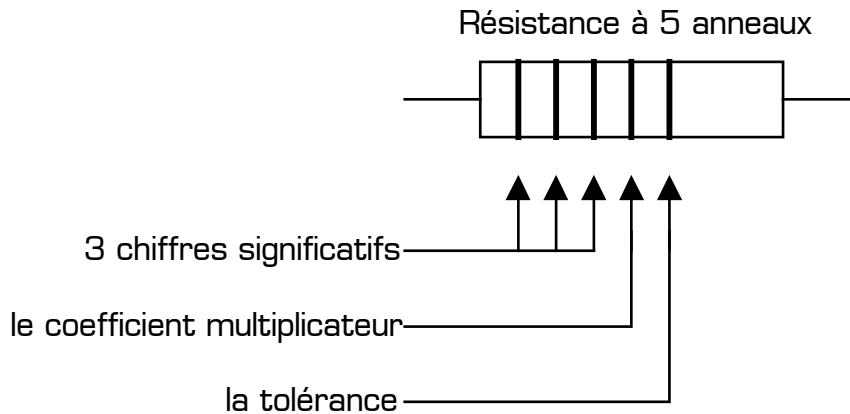 Résistance à 5 anneaux
3 chiffres significatifs
le coefficient multiplicateur
la tolérance